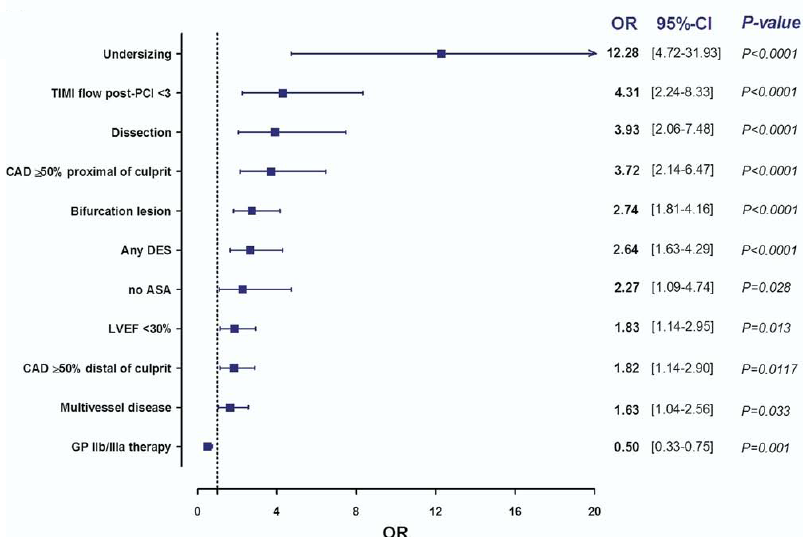 OR 95%-CI P-value
Undersizing 12.28 [4.72-31.93] P<0.0001
TIMI flow post-PCI <3 4.31 [2.24-8.33] P<0.0001
Dissection 3.93 [2.06-7.48] P<0.0001
CAD ≥50% proximal of culprit 3.72 [2.14-6.47] P<0.0001
Bifurcation lesion 2.74 [1.81-4.16] P<0.0001
Any DES 2.64 [1.63-4.29] P<0.0001
no ASA 2.27 [1.09-4.74] P=0.028
LVEF <30% 1.83 [1.14-2.95] P=0.013
CAD ≥50% distal of culprit 1.82 [1.14-2.90] P=0.0117
Multivessel disease 1.63 [1.04-2.56] P=0.033
GP IIb/IIIa therapy 0.50 [0.33-0.75] P=0.001
0 4 8 12 16 20
OR